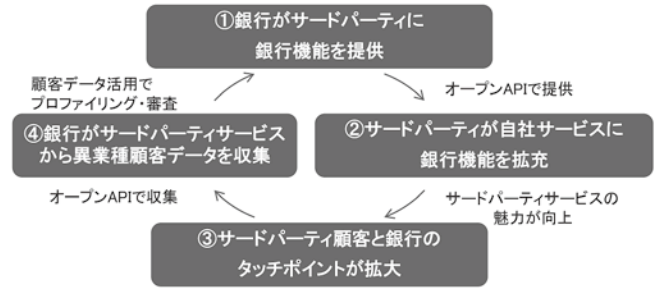 ①銀行がサードパーティに
銀行機能を提供
オープンAPIで提供
②サードパーティが自社サービスに
銀行機能を拡充
サードパーティサービスの
魅力が向上
③サードパーティ顧客と銀行の
タッチポイントが拡大
オープンAPIで収集
④銀行がサードパーティサービス
から異業種顧客データを収集
顧客データ活用で
プロファイリング・審査